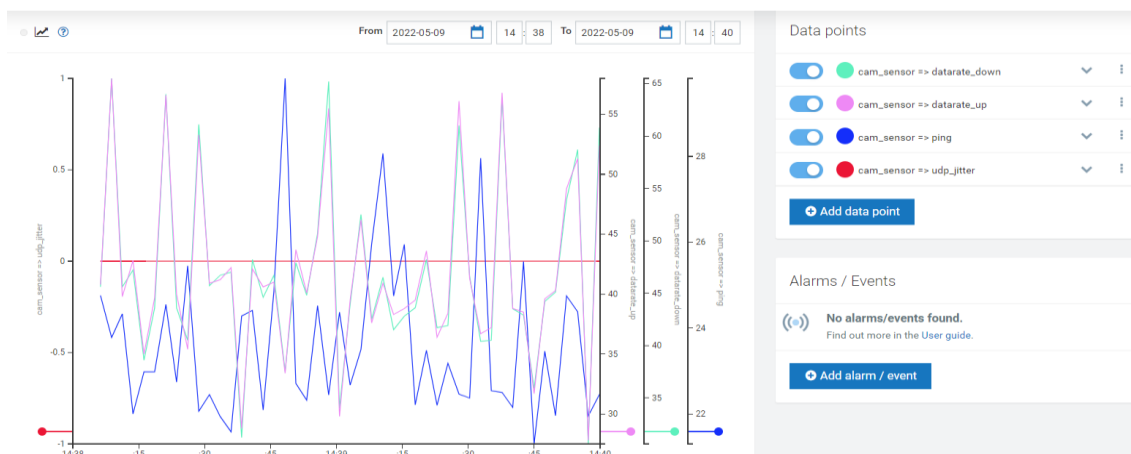 From 2022-05-09 14 : 38 To 2022-05-09 14 : 40
Data points
cam_sensor => datarate_down
cam_sensor => datarate_up
cam_sensor => ping
cam_sensor => udp_jitter
Add data point
Alarms / Events
No alarms/events found.
Find out more in the User guide.
Add alarm / event
cam_sensor => udp_jitter
1
0.5
0
-0.5
-1
55
50
45
40
35
30
cam_sensor => datarate_up
65
60
55
50
45
40
35
cam_sensor => datarate_down
28
26
24
22
cam_sensor => ping
14:38 :15 :30 :45 14:39 :15 :30 :45 14:40